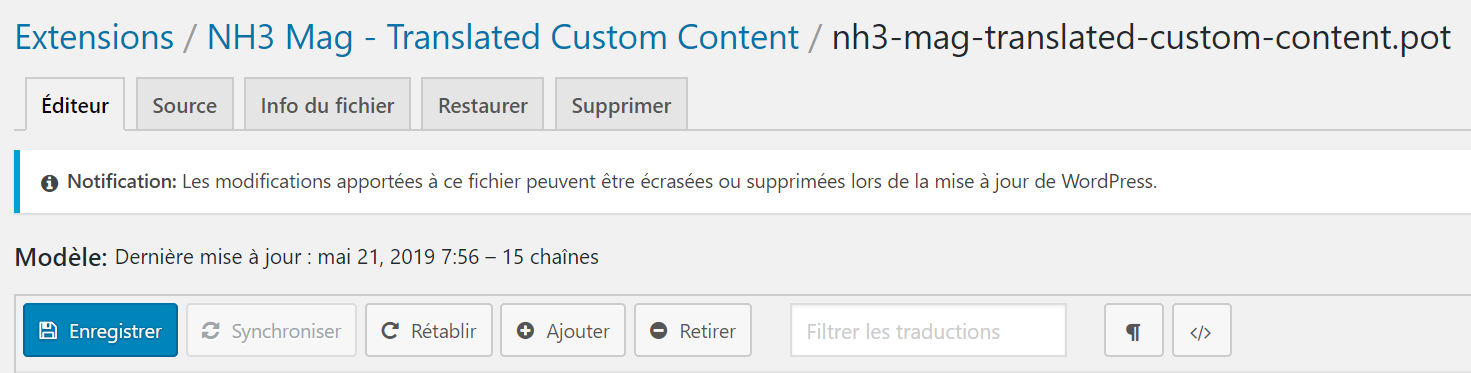 Extensions / NH3 Mag - Translated Custom Content / nh3-mag-translated-custom-content.pot
Éditeur Source Info du fichier Restaurer Supprimer
Notification: Les modifications apportées à ce fichier peuvent être écrasées ou supprimées lors de la mise à jour de WordPress.
Modèle: Dernière mise à jour : mai 21, 2019 7:56 – 15 chaînes
Enregistrer Synchroniser Rétablir Ajouter Retirer Filtrer les traductions ¶ </>